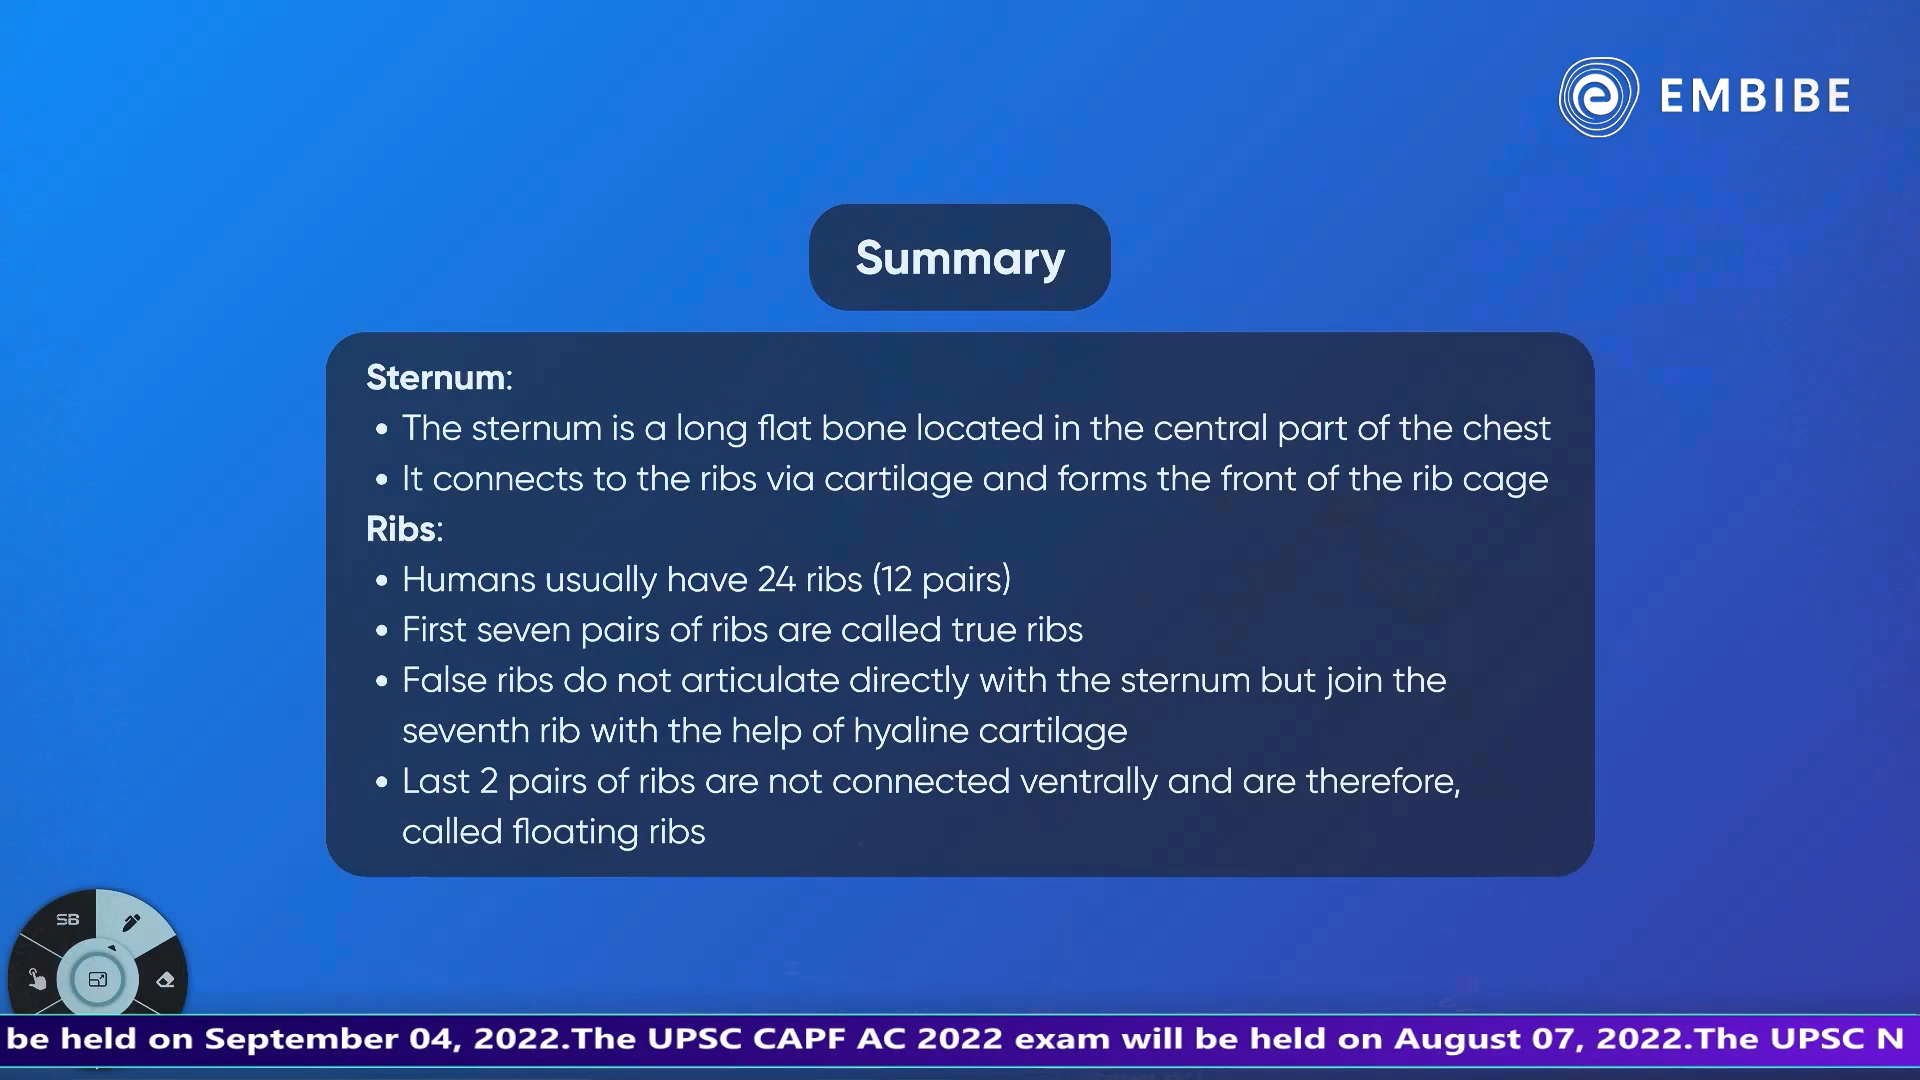 EMBIBE
Summary
Sternum:
• The sternum is a long flat bone located in the central part of the chest
• It connects to the ribs via cartilage and forms the front of the rib cage
Ribs:
• Humans usually have 24 ribs (12 pairs)
• First seven pairs of ribs are called true ribs
• False ribs do not articulate directly with the sternum but join the
seventh rib with the help of hyaline cartilage
• Last 2 pairs of ribs are not connected ventrally and are therefore,
called floating ribs
SB
be held on September 04, 2022.The UPSC CAPF AC 2022 exam will be held on August 07, 2022.The UPSC N